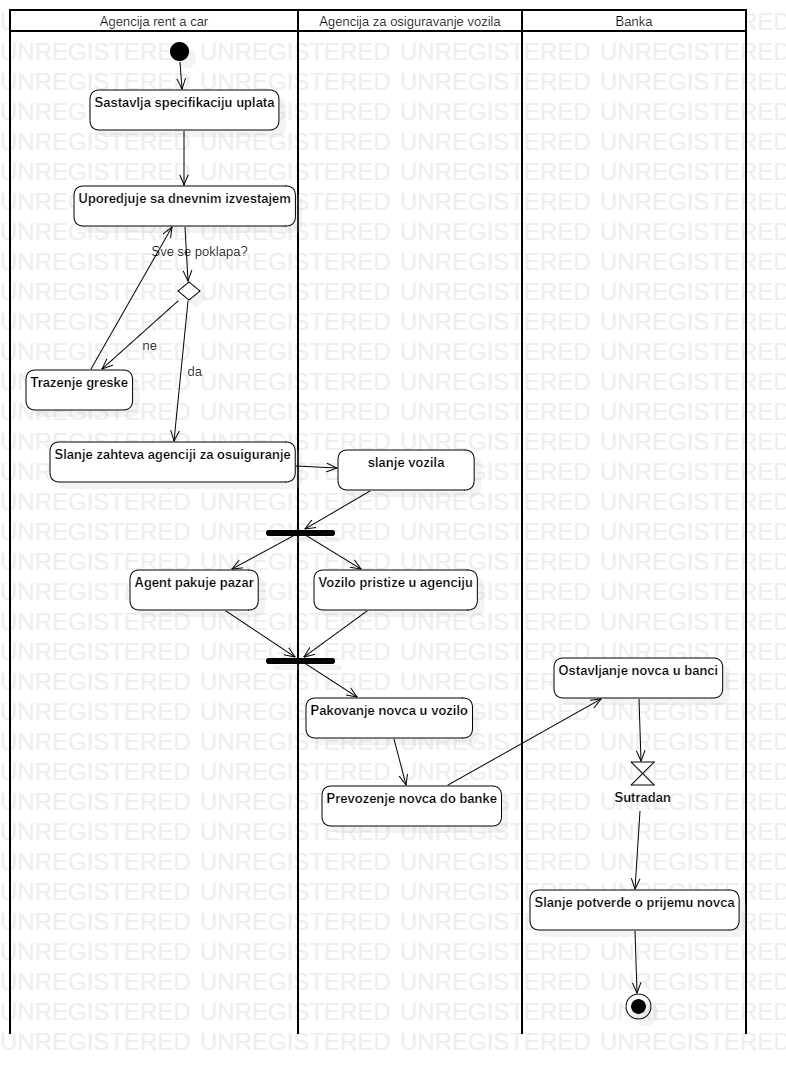 Agencija rent a car
Agencija za osiguravanje vozila
Banka
Sastavlja specifikaciju uplata
Uporedjuje sa dnevnim izvestajem
Sve se poklapa?
ne
da
Trazenje greske
Slanje zahteva agenciji za osuiguranje
slanje vozila
Agent pakuje pazar
Vozilo pristize u agenciju
Ostavljanje novca u banci
Pakovanje novca u vozilo
Prevozenje novca do banke
Sutradan
Slanje potverde o prijemu novca
UNREGISTERED